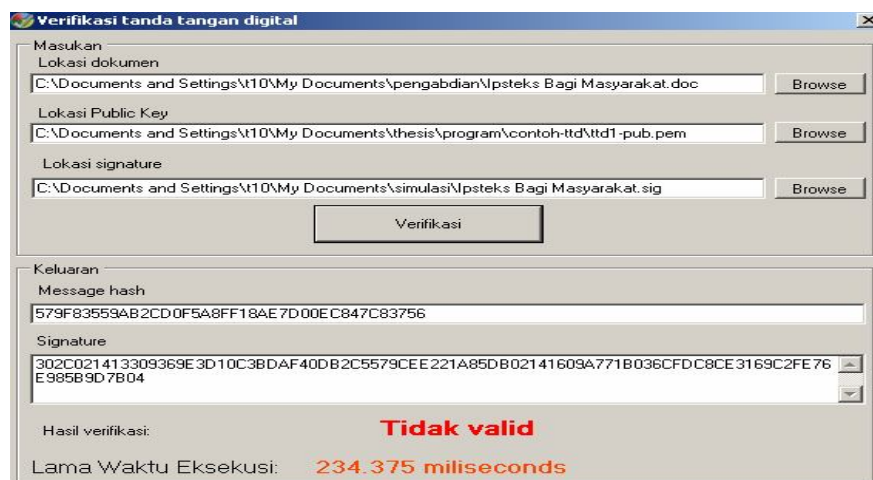 Verifikasi tanda tangan digital
Masukan
Lokasi dokumen
C:\Documents and Settings\t10\My Documents\pengabdian\Ipsteks Bagi Masyarakat.doc
Browse
Lokasi Public Key
C:\Documents and Settings\t10\My Documents\thesis\program\contoh-ttd\ttd1-pub.pem
Browse
Lokasi signature
C:\Documents and Settings\t10\My Documents\simulasi\Ipsteks Bagi Masyarakat.sig
Browse
Verifikasi
Keluaran
Message hash
579F83559AB2CD0F5A8FF18AE7D00EC847C83756
Signature
302C021413309369E3D10C3BDAF40DB2C5579CEE221A85DB02141609A771B036CFDC8CE3169C2FE76
E985B9D7B04
Hasil verifikasi:
Tidak valid
Lama Waktu Eksekusi: 234.375 miliseconds